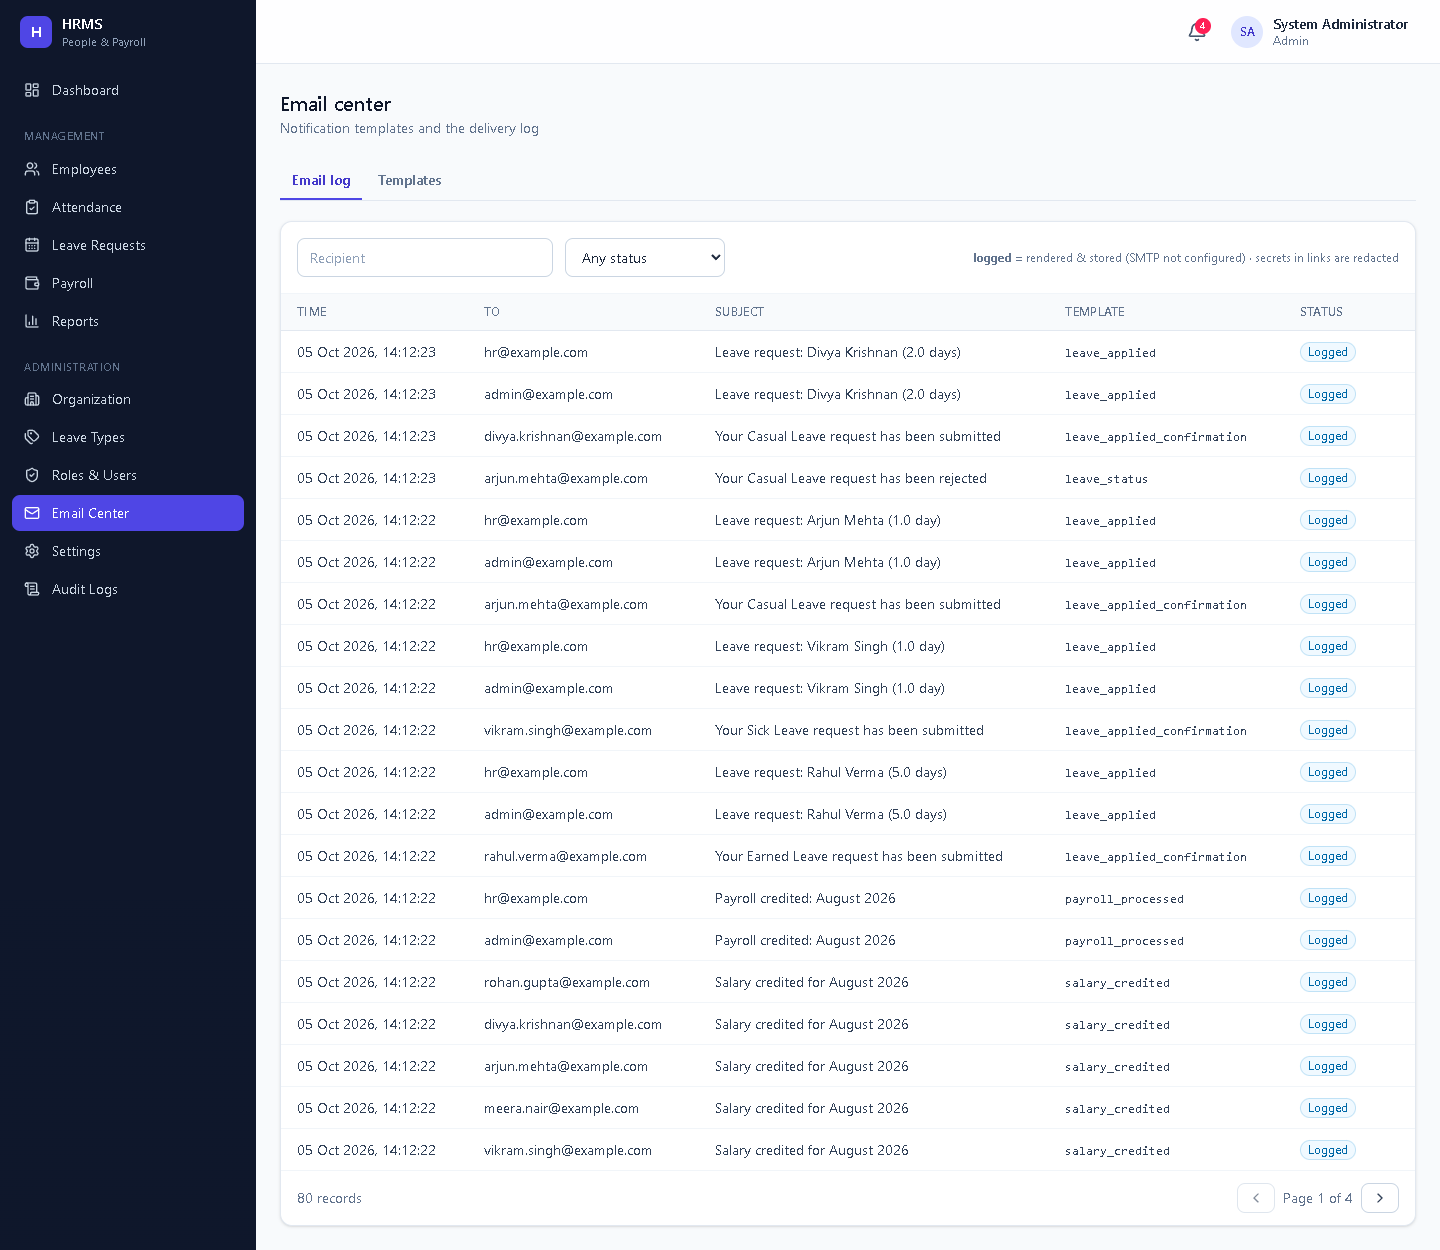 H
HRMS
People & Payroll
Dashboard
MANAGEMENT
Employees
Attendance
Leave Requests
Payroll
Reports
ADMINISTRATION
Organization
Leave Types
Roles & Users
Email Center
Settings
Audit Logs
4
SA
System Administrator
Admin
Email center
Notification templates and the delivery log
Email log Templates
Recipient Any status logged = rendered & stored (SMTP not configured) · secrets in links are redacted
TIME TO SUBJECT TEMPLATE STATUS
05 Oct 2026, 14:12:23 hr@example.com Leave request: Divya Krishnan (2.0 days) leave_applied Logged
05 Oct 2026, 14:12:23 admin@example.com Leave request: Divya Krishnan (2.0 days) leave_applied Logged
05 Oct 2026, 14:12:23 divya.krishnan@example.com Your Casual Leave request has been submitted leave_applied_confirmation Logged
05 Oct 2026, 14:12:23 arjun.mehta@example.com Your Casual Leave request has been rejected leave_status Logged
05 Oct 2026, 14:12:22 hr@example.com Leave request: Arjun Mehta (1.0 day) leave_applied Logged
05 Oct 2026, 14:12:22 admin@example.com Leave request: Arjun Mehta (1.0 day) leave_applied Logged
05 Oct 2026, 14:12:22 arjun.mehta@example.com Your Casual Leave request has been submitted leave_applied_confirmation Logged
05 Oct 2026, 14:12:22 hr@example.com Leave request: Vikram Singh (1.0 day) leave_applied Logged
05 Oct 2026, 14:12:22 admin@example.com Leave request: Vikram Singh (1.0 day) leave_applied Logged
05 Oct 2026, 14:12:22 vikram.singh@example.com Your Sick Leave request has been submitted leave_applied_confirmation Logged
05 Oct 2026, 14:12:22 hr@example.com Leave request: Rahul Verma (5.0 days) leave_applied Logged
05 Oct 2026, 14:12:22 admin@example.com Leave request: Rahul Verma (5.0 days) leave_applied Logged
05 Oct 2026, 14:12:22 rahul.verma@example.com Your Earned Leave request has been submitted leave_applied_confirmation Logged
05 Oct 2026, 14:12:22 hr@example.com Payroll credited: August 2026 payroll_processed Logged
05 Oct 2026, 14:12:22 admin@example.com Payroll credited: August 2026 payroll_processed Logged
05 Oct 2026, 14:12:22 rohan.gupta@example.com Salary credited for August 2026 salary_credited Logged
05 Oct 2026, 14:12:22 divya.krishnan@example.com Salary credited for August 2026 salary_credited Logged
05 Oct 2026, 14:12:22 arjun.mehta@example.com Salary credited for August 2026 salary_credited Logged
05 Oct 2026, 14:12:22 meera.nair@example.com Salary credited for August 2026 salary_credited Logged
05 Oct 2026, 14:12:22 vikram.singh@example.com Salary credited for August 2026 salary_credited Logged
80 records Page 1 of 4